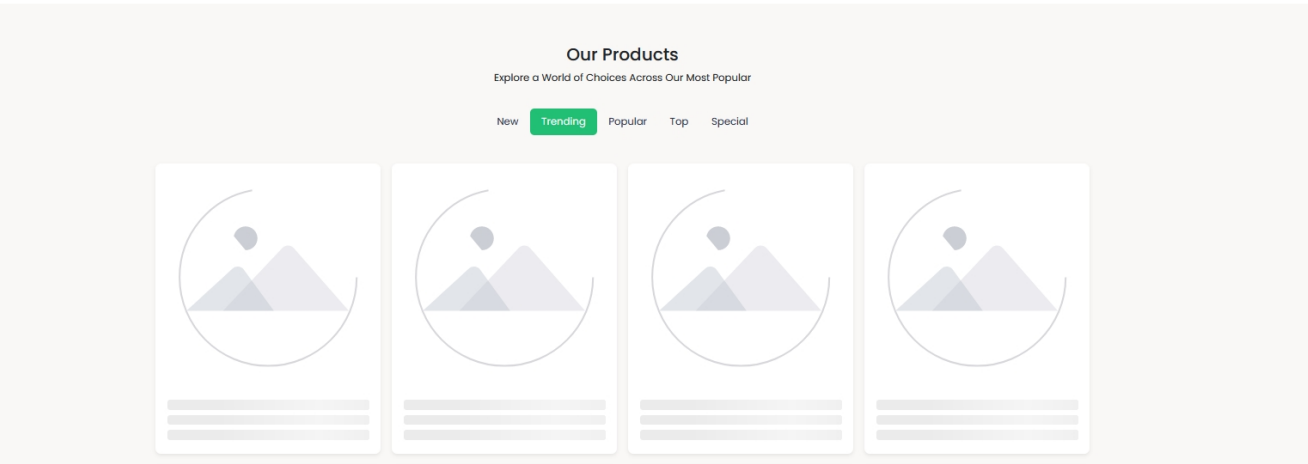 Our Products
Explore a World of Choices Across Our Most Popular
New Trending Popular Top Special